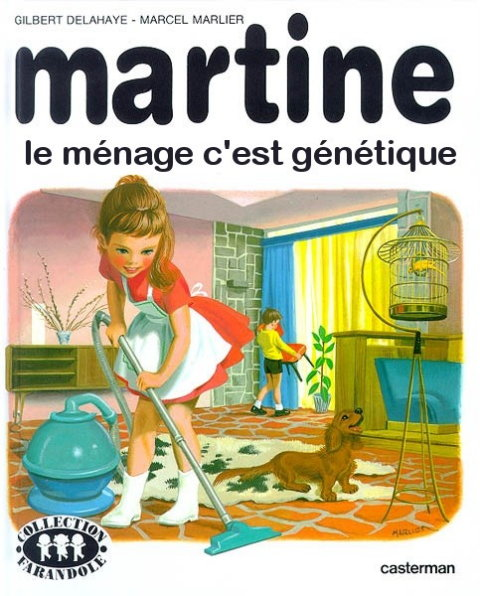 GILBERT DELAHAYE - MARCEL MARLIER
martine
le ménage c'est génétique
MARLIER
COLLECTION
FARANDOLE
casterman